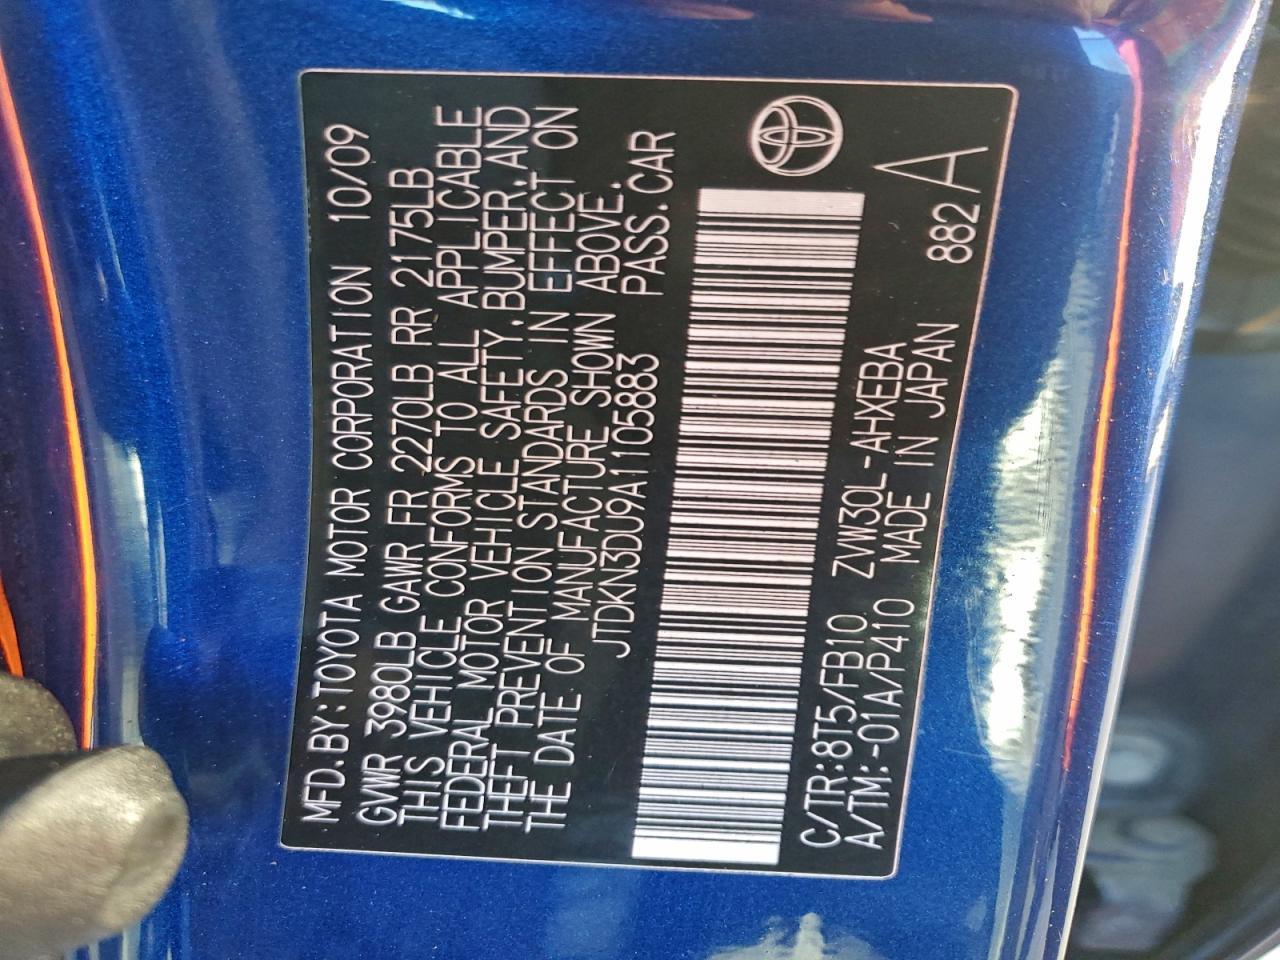 MFD.BY:TOYOTA MOTOR CORPORATION 10/09
GVWR 3980LB GAWR FR 2270LB RR 2175LB
THIS VEHICLE CONFORMS TO ALL APPLICABLE
FEDERAL MOTOR VEHICLE SAFETY,BUMPER,AND
THEFT PREVENTION STANDARDS IN EFFECT ON
THE DATE OF MANUFACTURE SHOWN ABOVE.
JTDKN3DU9A1105883 PASS.CAR
C/TR:8T5/FB10 ZVW30L-AHXEBA 882 A
A/TM:-01A/P410 MADE IN JAPAN